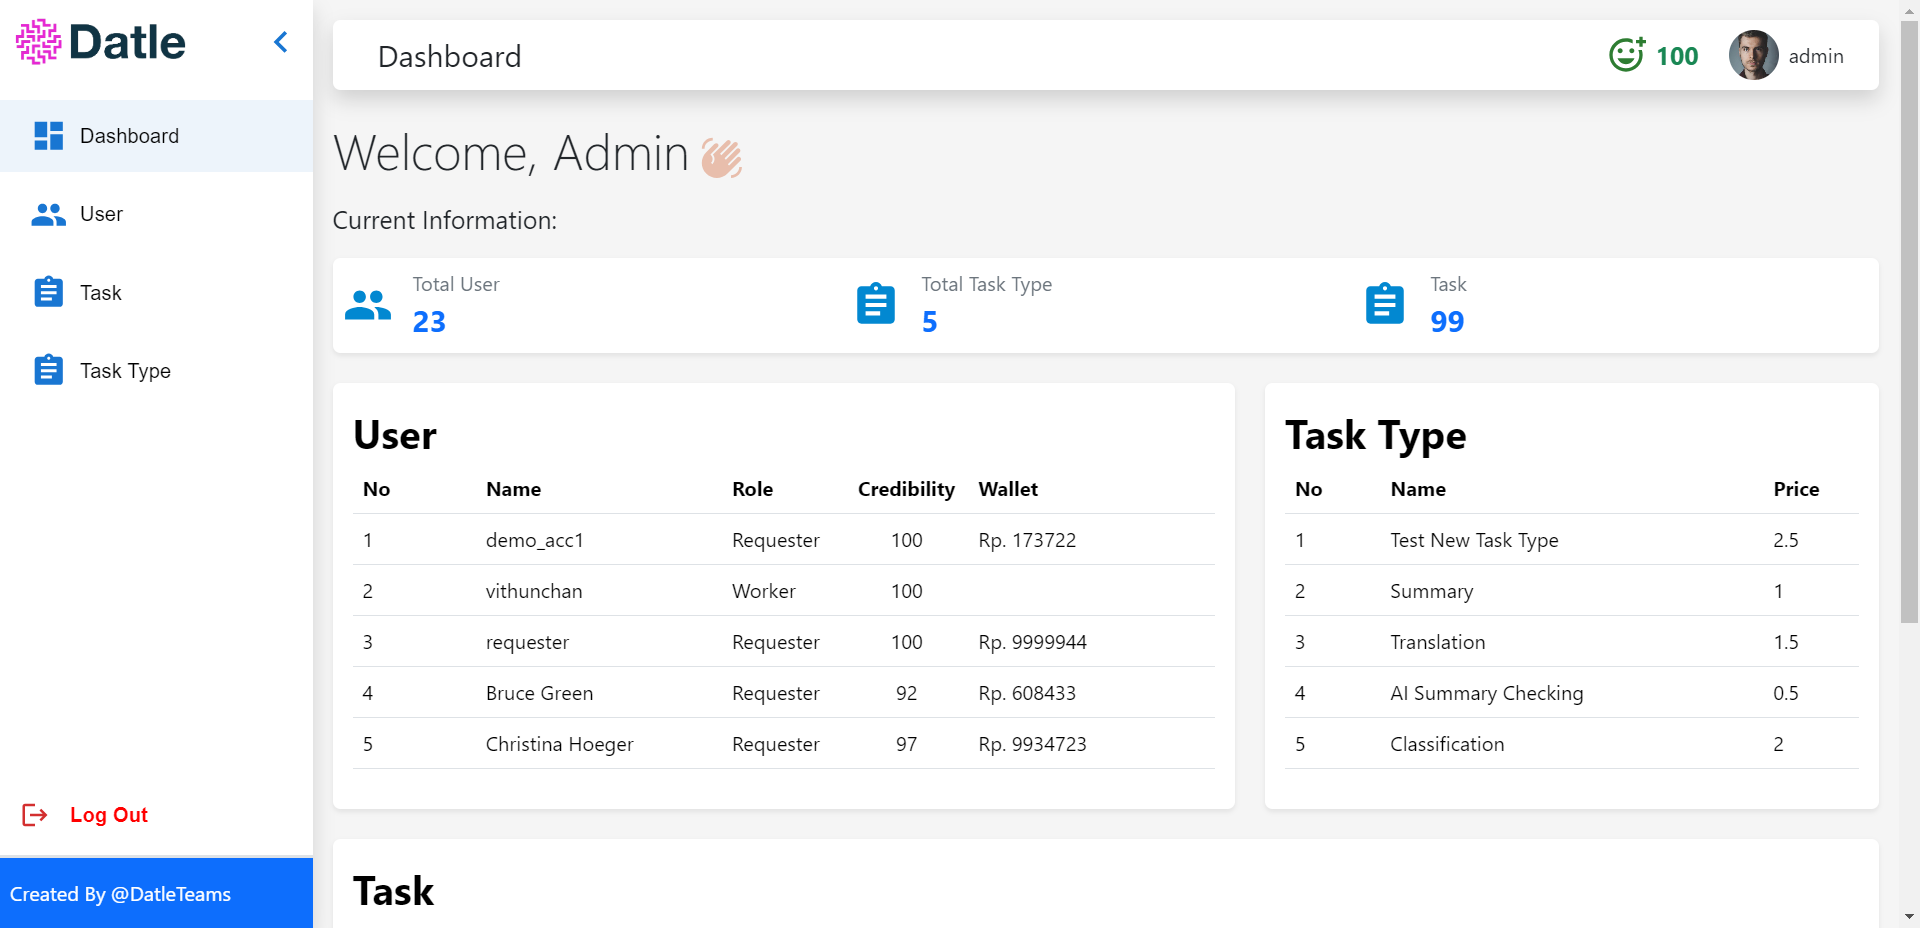 Datle
Dashboard
User
Task
Task Type
Log Out
Created By @DatleTeams
Dashboard
100
admin
Welcome, Admin
Current Information:
Total User
23
Total Task Type
5
Task
99
User
No Name Role Credibility Wallet
1 demo_acc1 Requester 100 Rp. 173722
2 vithunchan Worker 100
3 requester Requester 100 Rp. 9999944
4 Bruce Green Requester 92 Rp. 608433
5 Christina Hoeger Requester 97 Rp. 9934723
Task Type
No Name Price
1 Test New Task Type 2.5
2 Summary 1
3 Translation 1.5
4 AI Summary Checking 0.5
5 Classification 2
Task